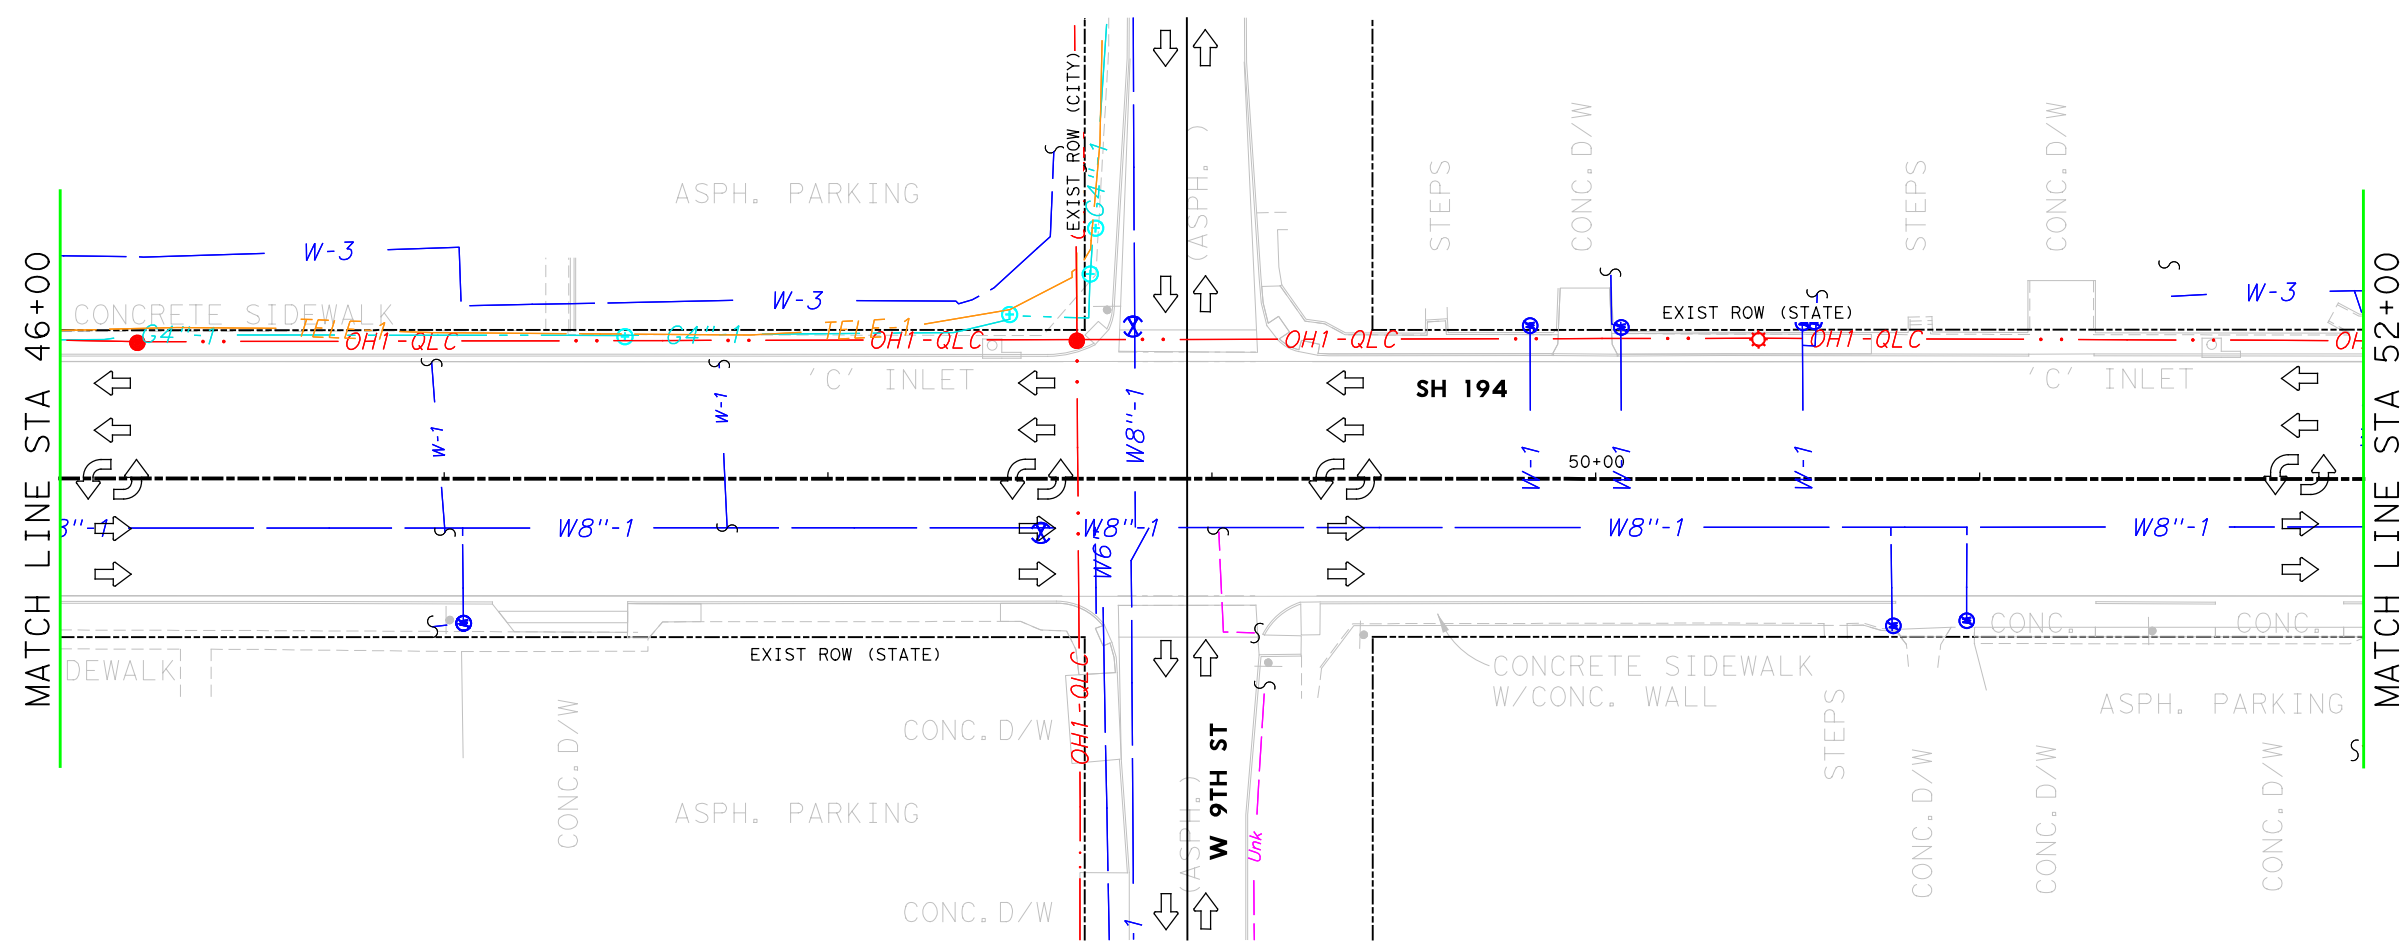 MATCH LINE STA 46+00
EXIST ROW (CITY)
G4"-1
(ASPH. )
ASPH. PARKING
STEPS
CONC.D/W
STEPS
CONC.D/W
W-3
W-3
W-3
CONCRETE SIDEWALK
TELE-1
TELE-1
G4"-1
G4"-1
EXIST ROW (STATE)
OH1-QLC
OH1-QLC
OH1-QLC
OH1-QLC
OH
'C' INLET
SH 194
'C' INLET
W-1
W-1
W8"-1
W-1
W-1
W-1
50+00
8"-1
W8"-1
W8"-1
W8"-1
W8"-1
W6"
CONC.
CONC.
EXIST ROW (STATE)
DEWALK
OH1-QLC
CONCRETE SIDEWALK
W/CONC. WALL
STEPS
ASPH. PARKING
CONC.D/W
CONC.D/W
W 9TH ST
(ASPH.)
Unk
ASPH. PARKING
CONC.D/W
CONC.D/W
CONC.D/W
CONC.D/W
-1
MATCH LINE STA 52+00